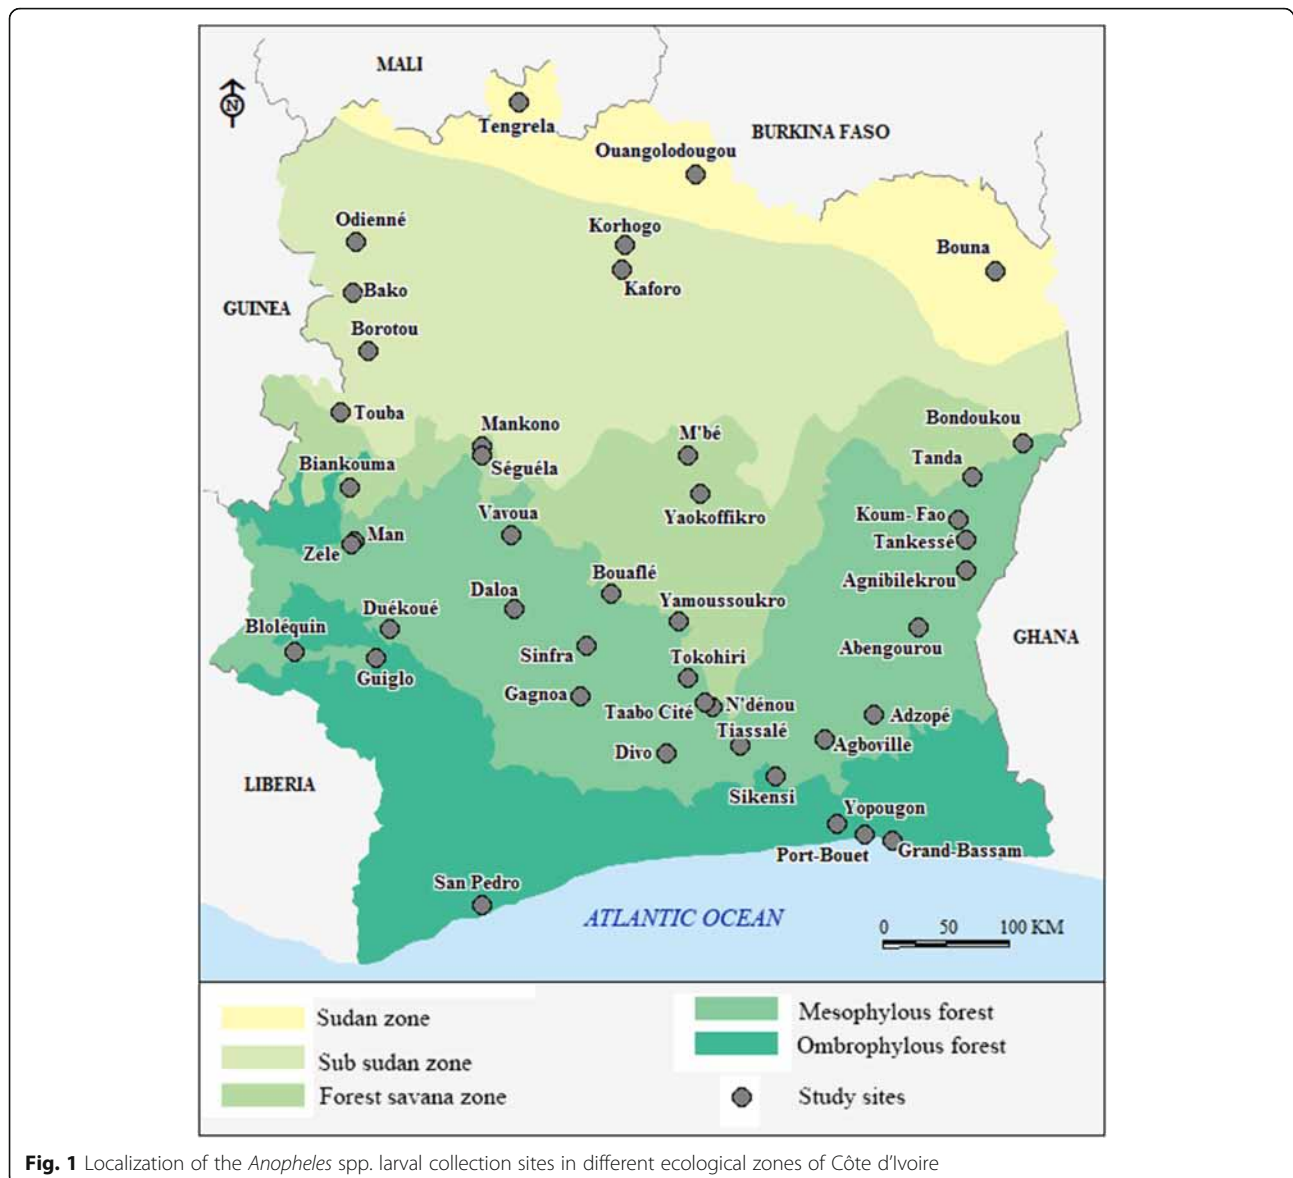 MALI
N
Tengrela
BURKINA FASO
Ouangolodougou
Odienné
Korhogo
Bouna
Kaforo
Bako
GUINEA
Borotou
Touba
Mankono
Bondoukou
M'bé
Séguéla
Biankouma
Tanda
Vavoua
Yaokoffikro
Koum- Fao
Man
Tankessé
Zele
Bouaflé
Agnibilekrou
Daloa
Yamoussoukro
Duékoué
Bloléquin
GHANA
Abengourou
Sinfra
Tokohiri
Guiglo
Gagnoa
N'dénou
Taabo Cité
Adzopé
Tiassalé
Agboville
Divo
LIBERIA
Sikensi
Yopougon
Port-Bouet
Grand-Bassam
San Pedro
ATLANTIC OCEAN
0 50 100 KM
Sudan zone
Sub sudan zone
Forest savana zone
Mesophylous forest
Ombrophylous forest
Study sites
Fig. 1 Localization of the Anopheles spp. larval collection sites in different ecological zones of Côte d'Ivoire